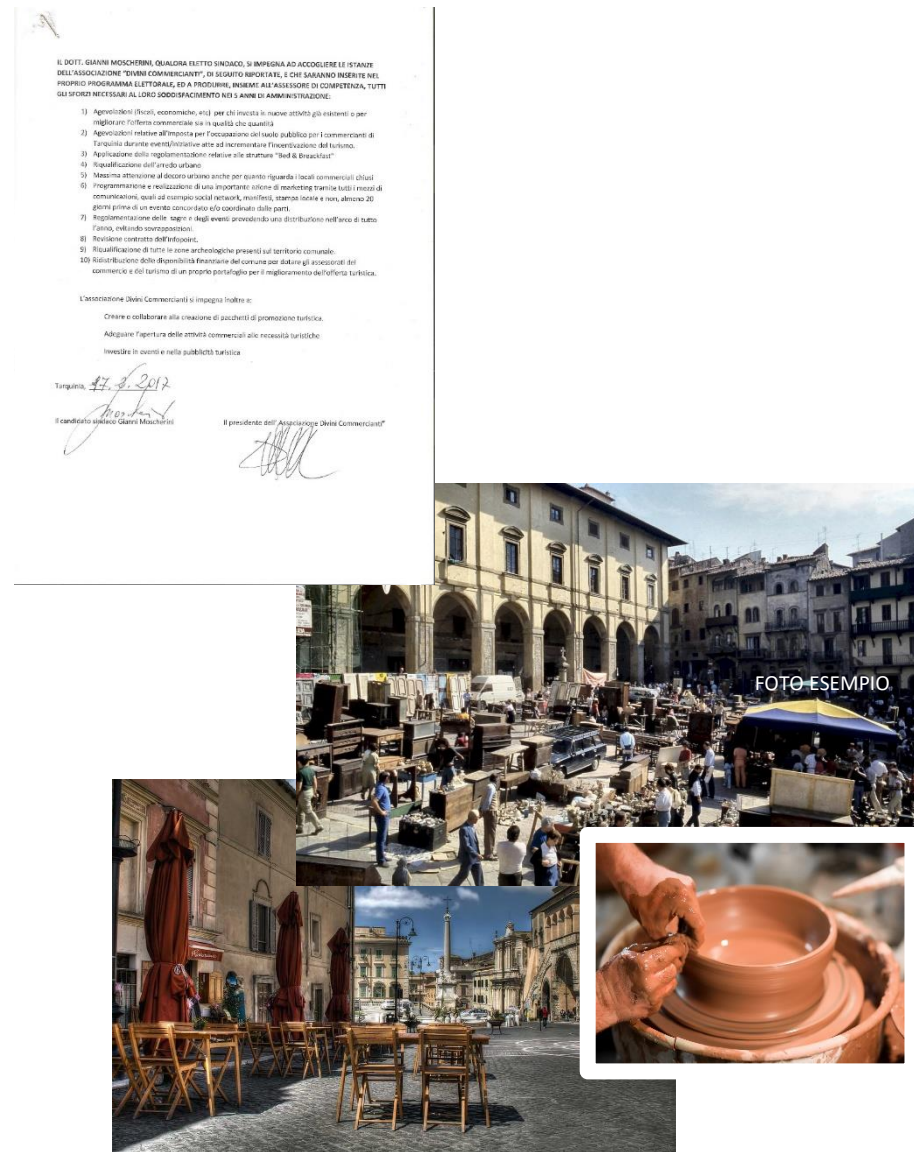 IL DOTT. GIANNI MOSCHERINI, QUALORA ELETTO SINDACO, SI IMPEGNA AD ACCOGLIERE LE ISTANZE
DELL'ASSOCIAZIONE "DIVINI COMMERCIANTI", DI SEGUITO RIPORTATE, E CHE SARANNO INSERITE NEL
PROPRIO PROGRAMMA ELETTORALE, ED A PRODURRE, INSIEME ALL'ASSESSORE DI COMPETENZA, TUTTI
GLI SFORZI NECESSARI AL LORO SODDISFACIMENTO NEI 5 ANNI DI AMMINISTRAZIONE:
1) Agevolazioni (fiscali, economiche, etc) per chi investa in nuove attività già esistenti o per
migliorare l'offerta commerciale sia in qualità che quantità
2) Agevolazioni relative all'imposta per l'occupazione del suolo pubblico per i commercianti di
Tarquinia durante eventi/iniziative atte ad incrementare l'incentivazione del turismo.
3) Applicazione della regolamentazione relative alle strutture "Bed & Breackfast"
4) Riqualificazione dell'arredo urbano
5) Massima attenzione al decoro urbano anche per quanto riguarda i locali commerciali chiusi
6) Programmazione e realizzazione di una importante azione di marketing tramite tutti i mezzi di
comunicazioni, quali ad esempio social network, manifesti, stampa locale e non, almeno 20
giorni prima di un evento concordato e/o coordinato dalle parti.
7) Regolamentazione delle sagre e degli eventi prevedendo una distribuzione nell'arco di tutto
l'anno, evitando sovrapposizioni.
8) Revisione contratto dell'Infopoint.
9) Riqualificazione di tutte le zone archeologiche presenti sul territorio comunale.
10) Ridistribuzione delle disponibilità finanziarie del comune per dotare gli assessorati del
commercio e del turismo di un proprio portafoglio per il miglioramento dell'offerta turistica.
L'associazione Divini Commercianti si impegna inoltre a:
Creare o collaborare alla creazione di pacchetti di promozione turistica.
Adeguare l'apertura delle attività commerciali alle necessità turistiche
Investire in eventi e nella pubblicità turistica
Tarquinia, 2017
Moscherini
Il candidato sindaco Gianni Moscherini
Il presidente dell'Associazione Divini Commercianti"
FOTO ESEMPIO